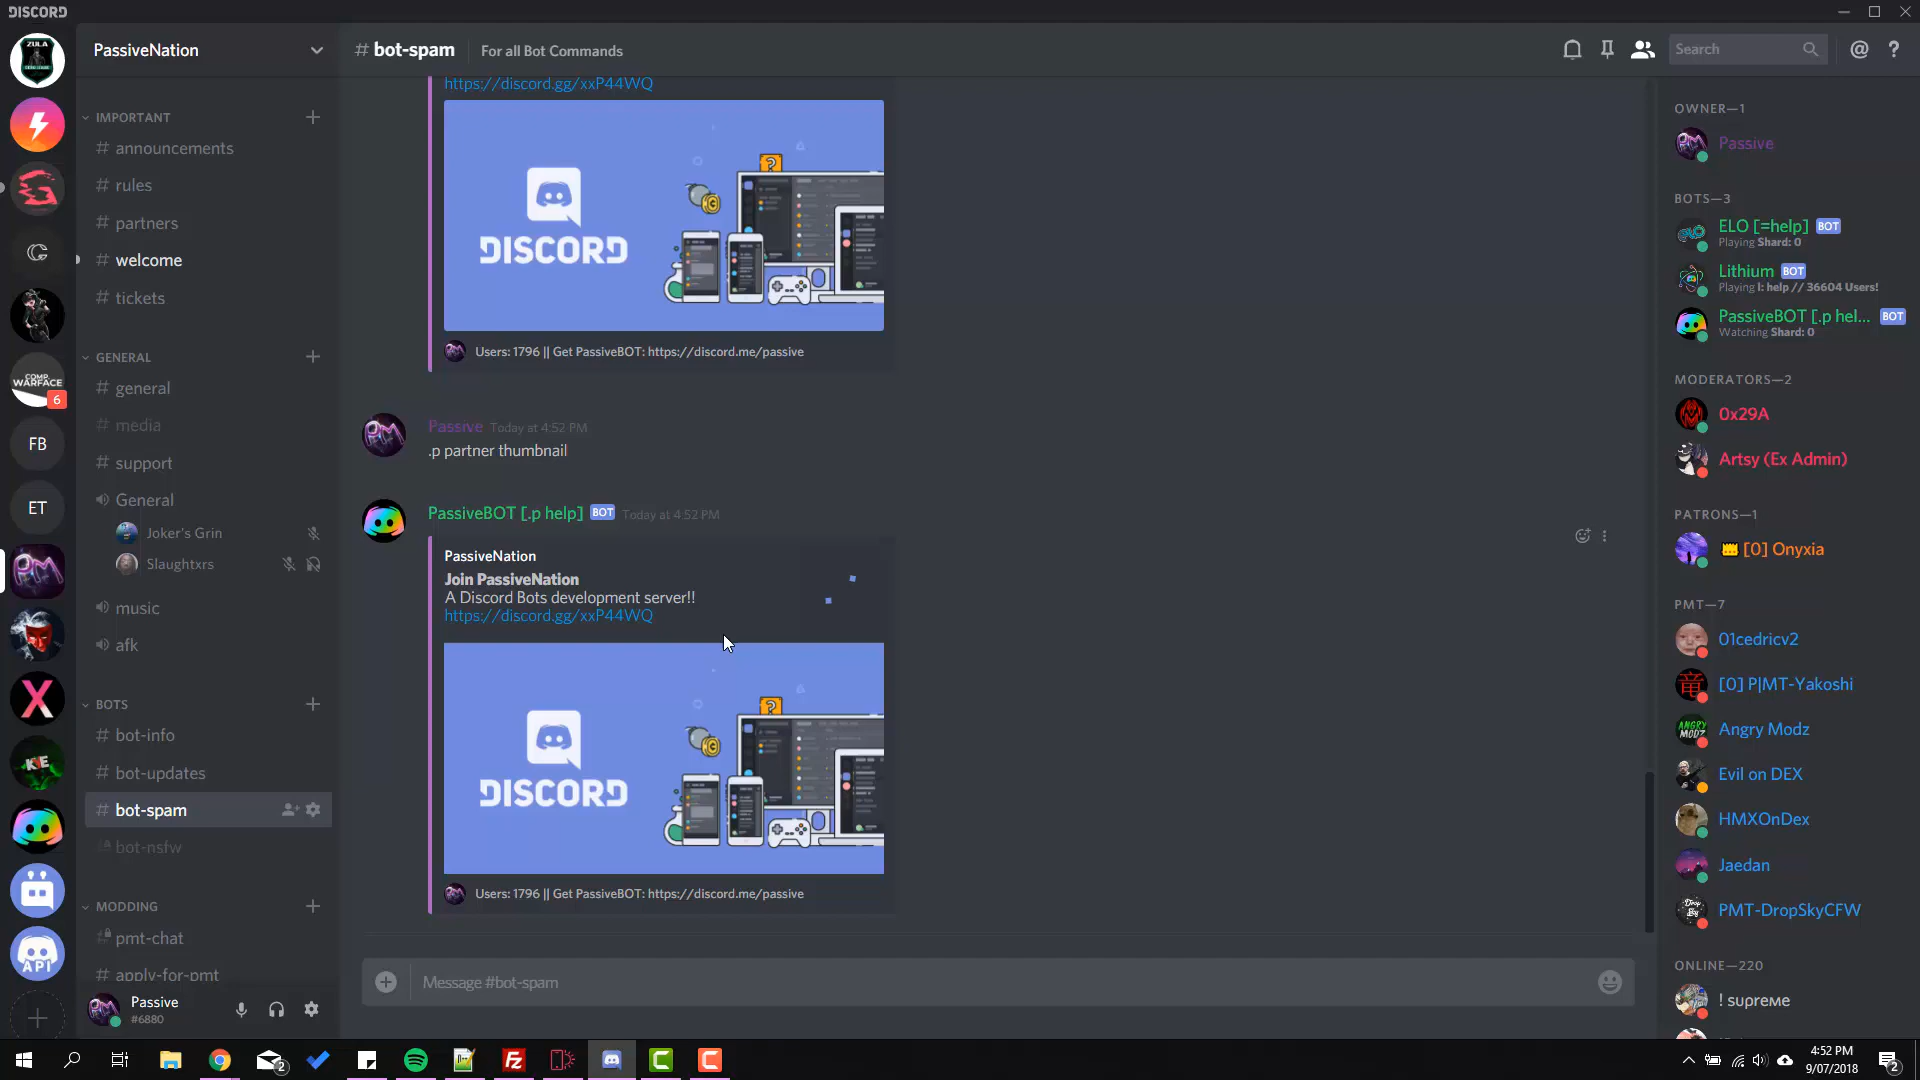 DISCORD
PassiveNation
# bot-spam
For all Bot Commands
Search
@
?
ZULA
G
COMP
WARFACE
6
FB
ET
PM
X
API
IMPORTANT
# announcements
# rules
# partners
# welcome
# tickets
GENERAL
# general
# media
# support
General
Joker's Grin
Slaughtxrs
music
afk
BOTS
# bot-info
# bot-updates
# bot-spam
bot-nsfw
MODDING
pmt-chat
# apply-for-pmt
Passive
#6880
https://discord.gg/xxP44WQ
DISCORD
Users: 1796 || Get PassiveBOT: https://discord.me/passive
Passive Today at 4:52 PM
.p partner thumbnail
PassiveBOT [.p help] BOT Today at 4:52 PM
PassiveNation
Join PassiveNation
A Discord Bots development server!!
https://discord.gg/xxP44WQ
DISCORD
Users: 1796 || Get PassiveBOT: https://discord.me/passive
Message #bot-spam
OWNER—1
Passive
BOTS—3
ELO [=help] BOT
Playing Shard: 0
Lithium BOT
Playing l: help // 36604 Users!
PassiveBOT [.p hel... BOT
Watching Shard: 0
MODERATORS—2
0x29A
Artsy (Ex Admin)
PATRONS—1
[0] Onyxia
PMT—7
01cedricv2
[0] P|MT-Yakoshi
Angry Modz
Evil on DEX
HMXOnDex
Jaedan
PMT-DropSkyCFW
ONLINE—220
! supreme
2
4:52 PM
9/07/2018
2